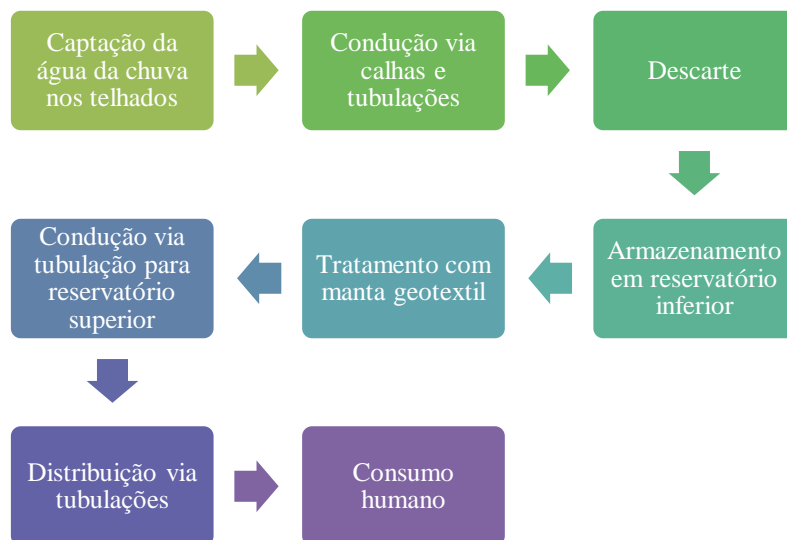 Captação da
água da chuva
nos telhados
Condução via
calhas e
tubulações
Descarte
Armazenamento
em reservatório
inferior
Tratamento com
manta geotextil
Condução via
tubulação para
reservatório
superior
Distribuição via
tubulações
Consumo
humano